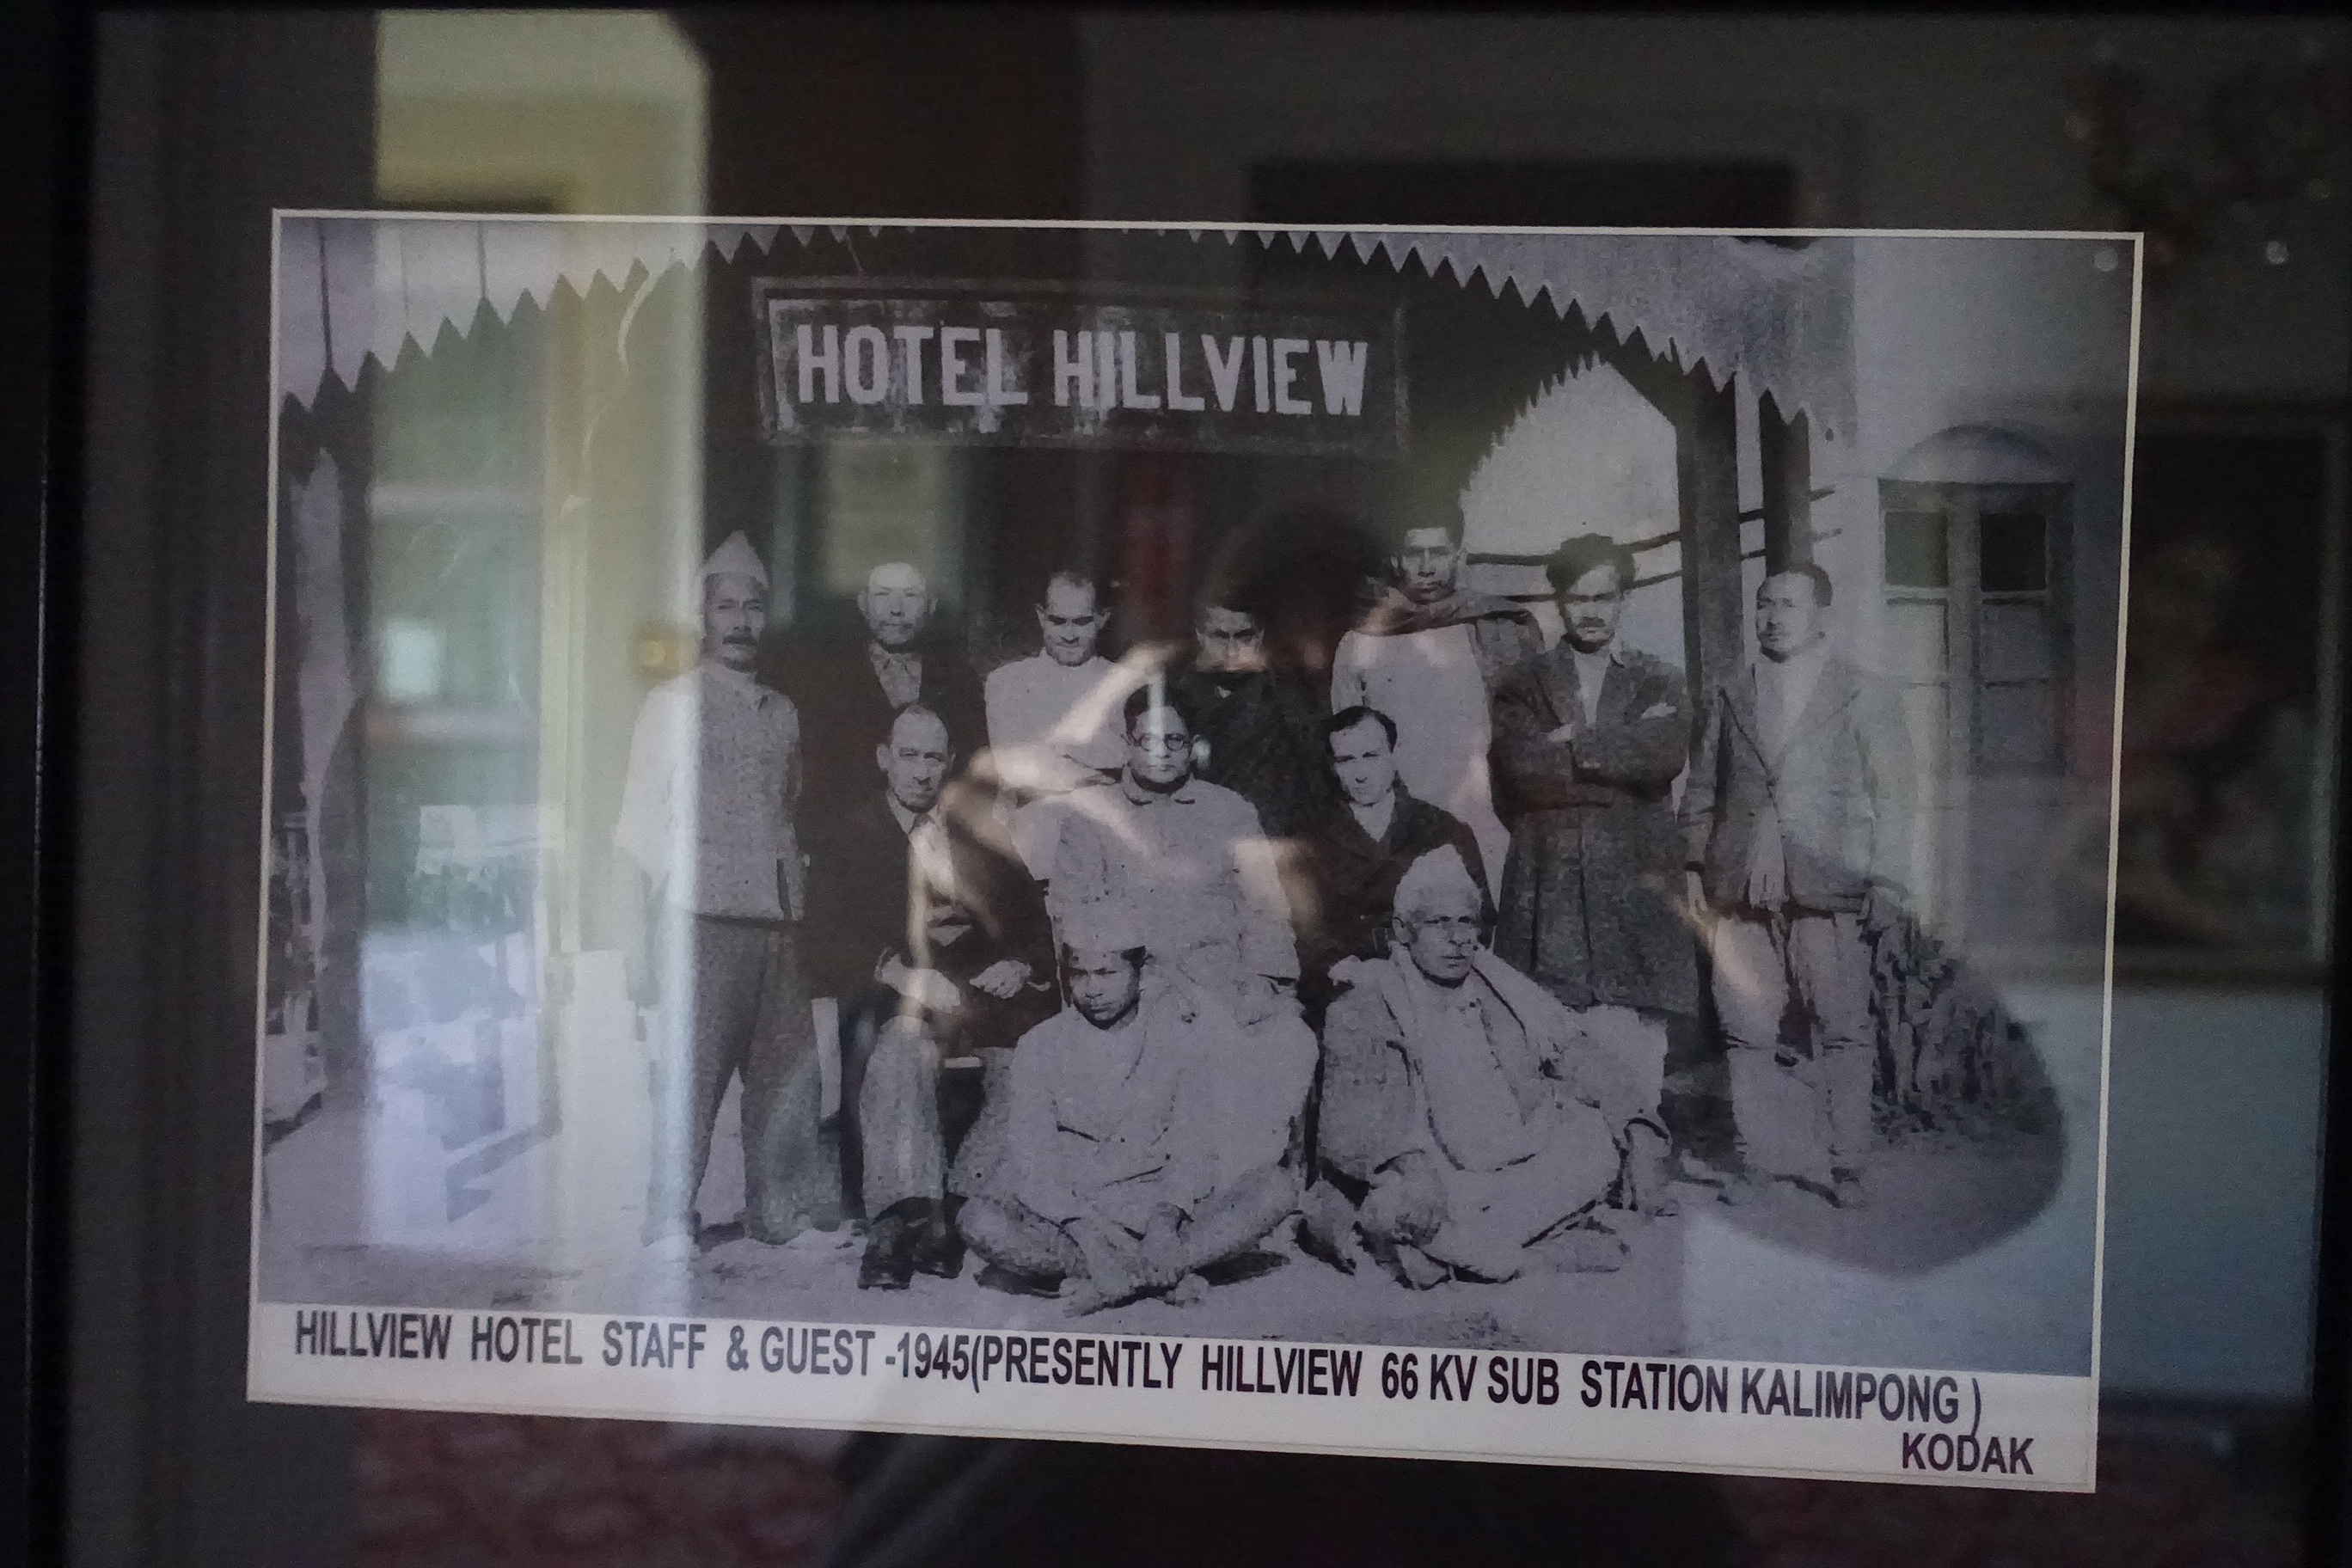 HOTEL HILLVIEW
HILLVIEW HOTEL STAFF & GUEST -1945(PRESENTLY HILLVIEW 66 KV SUB STATION KALIMPONG )
KODAK